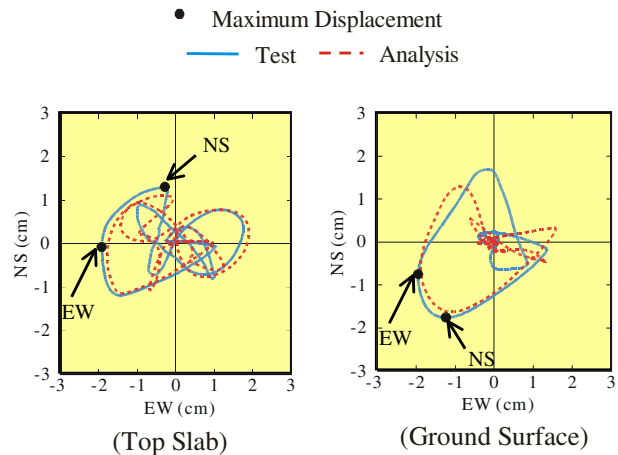 Maximum Displacement
Test Analysis
3
2
1
0
-1
-2
-3
NS (cm)
NS
EW
-3 -2 -1 0 1 2 3
EW (cm)
(Top Slab)
3
2
1
0
-1
-2
-3
NS (cm)
EW
NS
-3 -2 -1 0 1 2 3
EW (cm)
(Ground Surface)